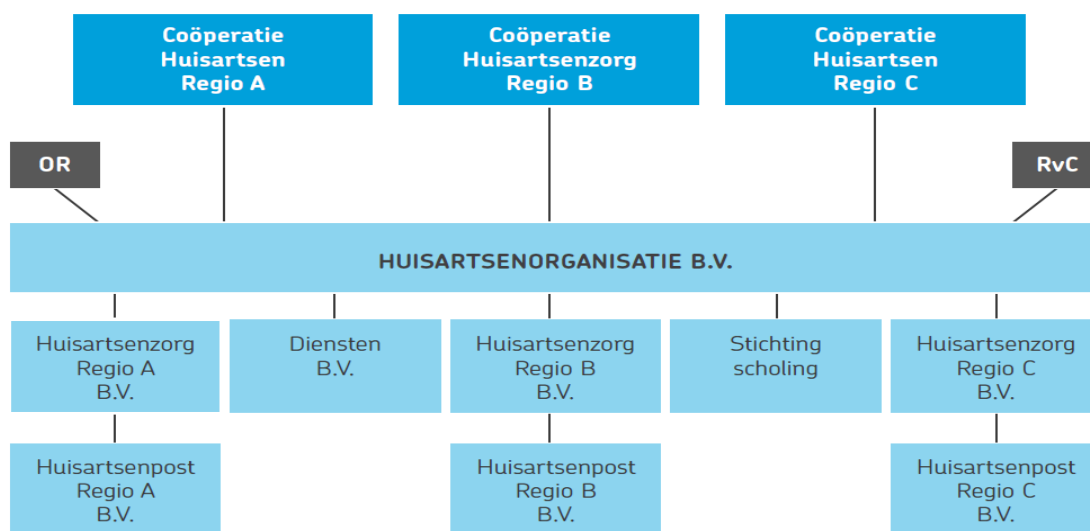 Coöperatie
Huisartsen
Regio A
Coöperatie
Huisartsenzorg
Regio B
Coöperatie
Huisartsen
Regio C
OR
RvC
HUISARTSENORGANISATIE B.V.
Huisartsenzorg
Regio A
B.V.
Diensten
B.V.
Huisartsenzorg
Regio B
B.V.
Stichting
scholing
Huisartsenzorg
Regio C
B.V.
Huisartsenpost
Regio A
B.V.
Huisartsenpost
Regio B
B.V.
Huisartsenpost
Regio C
B.V.